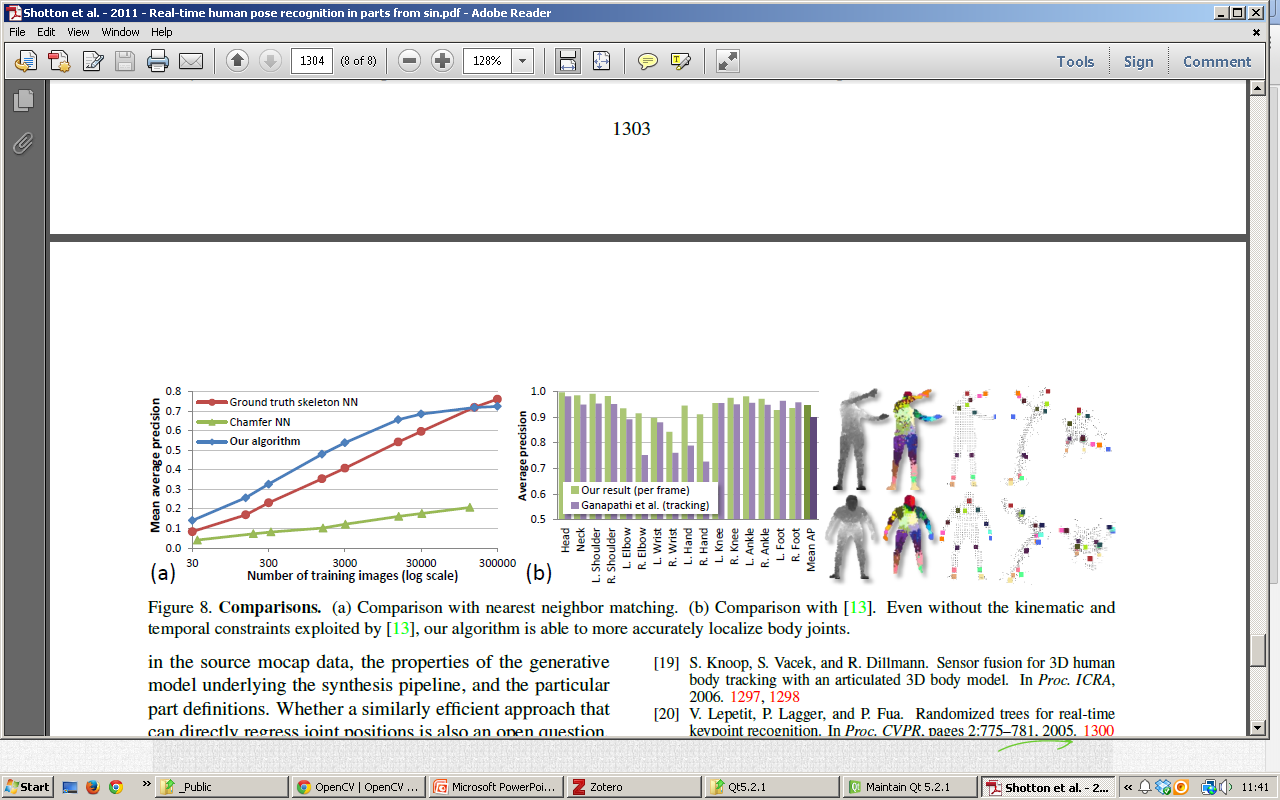 Shotton et al. - 2011 - Real-time human pose recognition in parts from sin.pdf - Adobe Reader
File Edit View Window Help
1304 (8 of 8) 128% Tools Sign Comment
1303
Mean average precision
0.8
0.7
0.6
0.5
0.4
0.3
0.2
0.1
0.0
Ground truth skeleton NN
Chamfer NN
Our algorithm
30 300 3000 30000 300000
Number of training images (log scale)
(a)
Average precision
1.0
0.9
0.8
0.7
0.6
0.5
Our result (per frame)
Ganapathi et al. (tracking)
Head
Neck
L. Shoulder
R. Shoulder
L. Elbow
R. Elbow
L. Wrist
R. Wrist
L. Hand
R. Hand
L. Knee
R. Knee
L. Ankle
R. Ankle
L. Foot
R. Foot
Mean AP
(b)
Figure 8. Comparisons. (a) Comparison with nearest neighbor matching. (b) Comparison with [13]. Even without the kinematic and
temporal constraints exploited by [13], our algorithm is able to more accurately localize body joints.
in the source mocap data, the properties of the generative
model underlying the synthesis pipeline, and the particular
part definitions. Whether a similarly efficient approach that
can directly regress joint positions is also an open question.
[19] S. Knoop, S. Vacek, and R. Dillmann. Sensor fusion for 3D human
body tracking with an articulated 3D body model. In Proc. ICRA,
2006. 1297, 1298
[20] V. Lepetit, P. Lagger, and P. Fua. Randomized trees for real-time
keypoint recognition. In Proc. CVPR, pages 2:775–781, 2005. 1300
Start » _Public OpenCV | OpenCV ... Microsoft PowerPoi... Zotero Qt5.2.1 Maintain Qt 5.2.1 Shotton et al. - 2... « 11:41